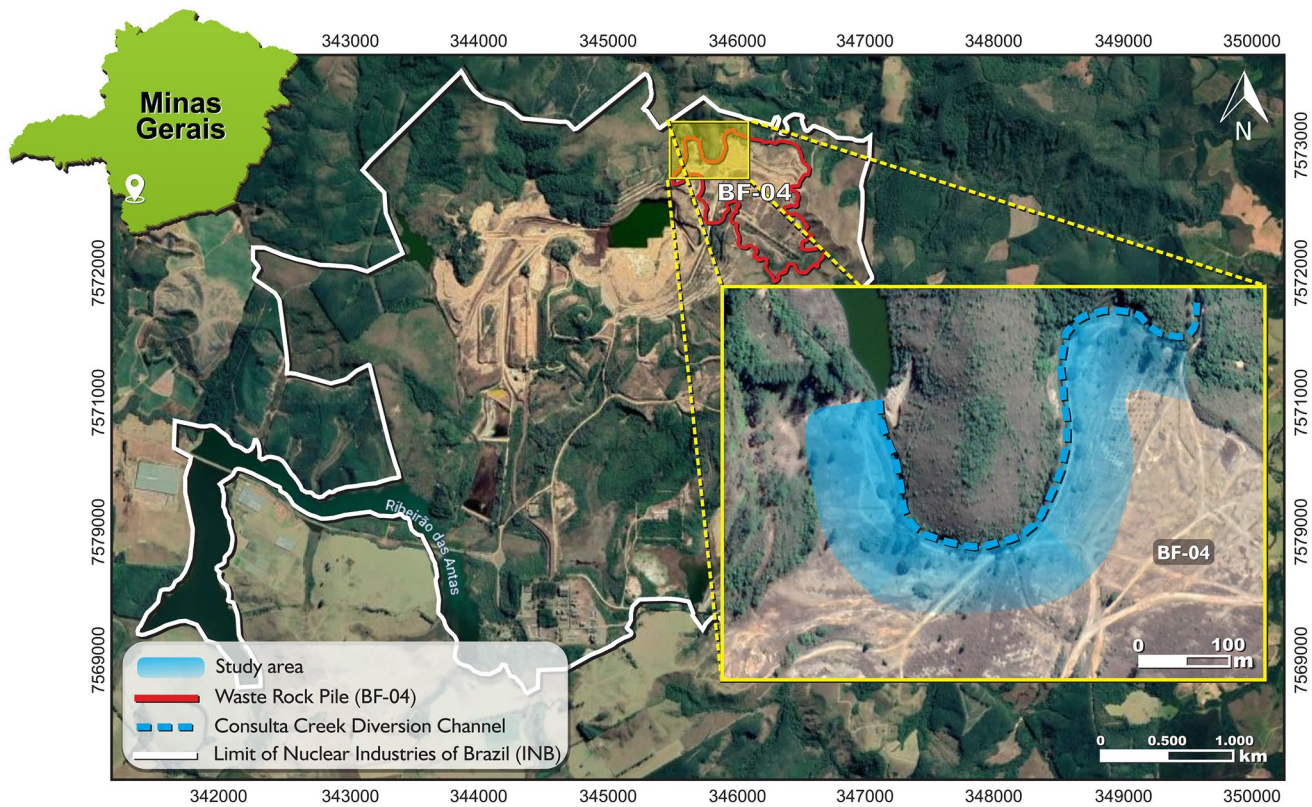 343000 344000 345000 346000 347000 348000 349000 350000
Minas
Gerais
N
7573000
7573000
BF-04
7572000
7572000
7571000
7571000
Ribeirão das Antas
7579000
7579000
BF-04
0 100
m
7569000
7569000
Study area
Waste Rock Pile (BF-04)
Consulta Creek Diversion Channel
Limit of Nuclear Industries of Brazil (INB)
0 0.500 1.000
km
342000 343000 344000 345000 346000 347000 348000 349000 350000